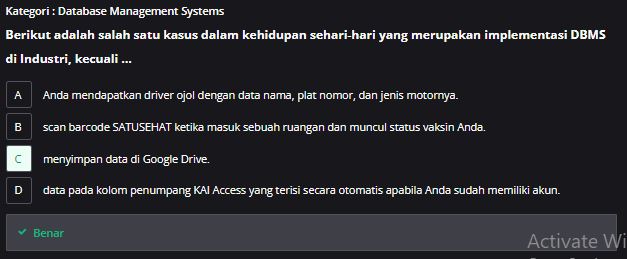 Kategori : Database Management Systems
Berikut adalah salah satu kasus dalam kehidupan sehari-hari yang merupakan implementasi DBMS
di Industri, kecuali ...
A Anda mendapatkan driver ojol dengan data nama, plat nomor, dan jenis motornya.
B scan barcode SATUSEHAT ketika masuk sebuah ruangan dan muncul status vaksin Anda.
C menyimpan data di Google Drive.
D data pada kolom penumpang KAI Access yang terisi secara otomatis apabila Anda sudah memiliki akun.
Benar
Activate Wi